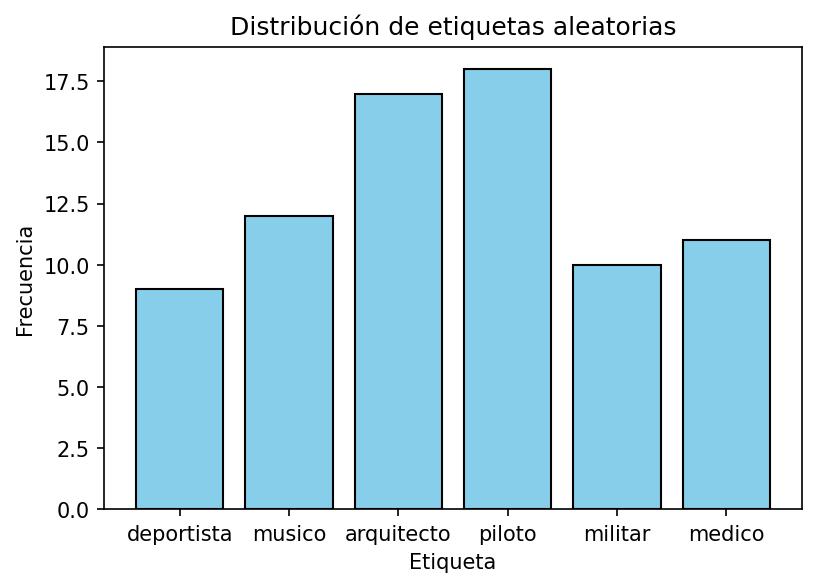 Distribución de etiquetas aleatorias
Frecuencia
17.5
15.0
12.5
10.0
7.5
5.0
2.5
0.0
deportista musico arquitecto piloto militar medico
Etiqueta